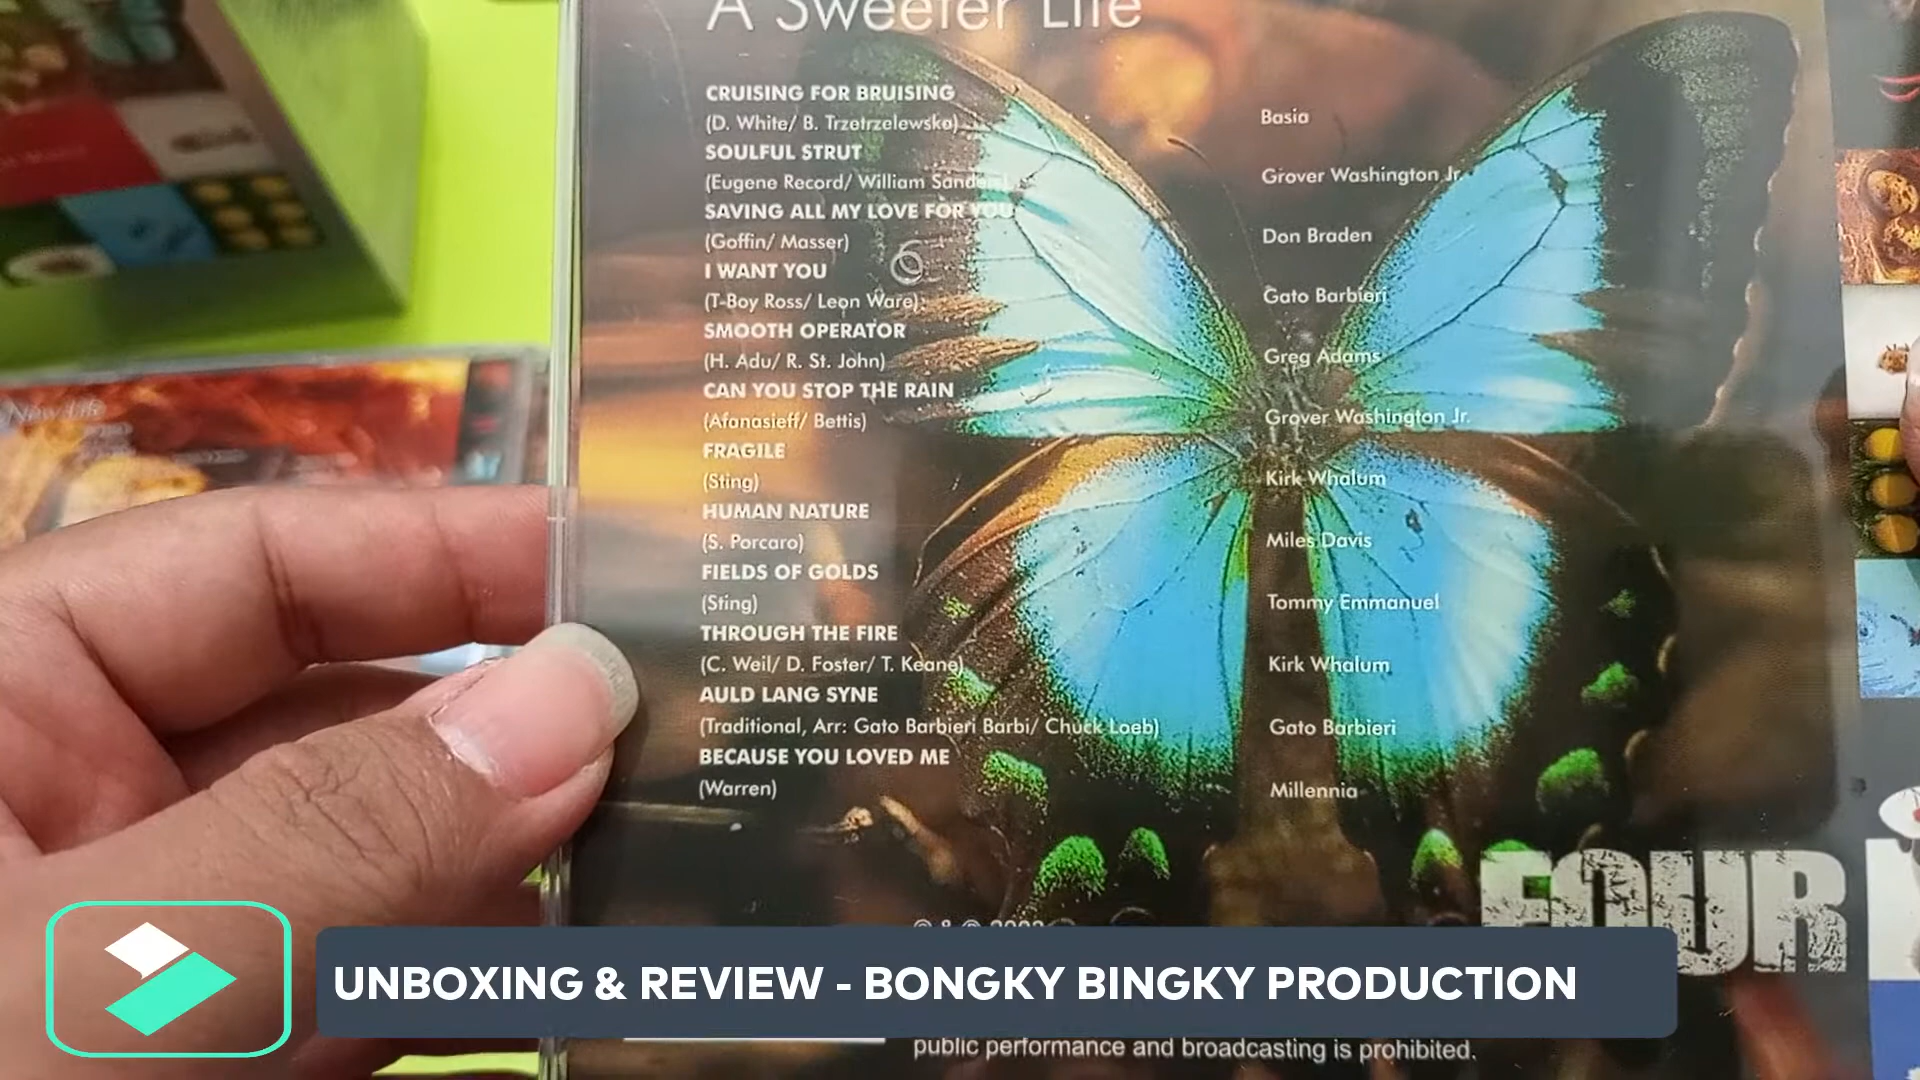 A Sweeter Life
CRUISING FOR BRUISING
(D. White/ B. Trzetrzelewska)
Basia
SOULFUL STRUT
(Eugene Record/ William Sanders)
Grover Washington Jr.
SAVING ALL MY LOVE FOR YOU
(Goffin/ Masser)
Don Braden
I WANT YOU
(T-Boy Ross/ Leon Ware)
Gato Barbieri
SMOOTH OPERATOR
(H. Adu/ R. St. John)
Greg Adams
CAN YOU STOP THE RAIN
(Afanasieff/ Bettis)
Grover Washington Jr.
FRAGILE
(Sting)
Kirk Whalum
HUMAN NATURE
(S. Porcaro)
Miles Davis
FIELDS OF GOLDS
(Sting)
Tommy Emmanuel
THROUGH THE FIRE
(C. Weil/ D. Foster/ T. Keane)
Kirk Whalum
AULD LANG SYNE
(Traditional, Arr: Gato Barbieri Barbi/ Chuck Loeb)
Gato Barbieri
BECAUSE YOU LOVED ME
(Warren)
Millennia
FOUR
New Life
UNBOXING & REVIEW - BONGKY BINGKY PRODUCTION
public performance and broadcasting is prohibited.